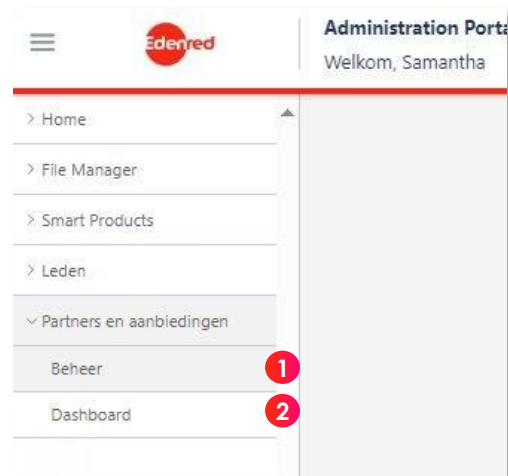 Edenred
Administration Porta
Welkom, Samantha
> Home
> File Manager
> Smart Products
> Leden
Partners en aanbiedingen
Beheer
1
Dashboard
2